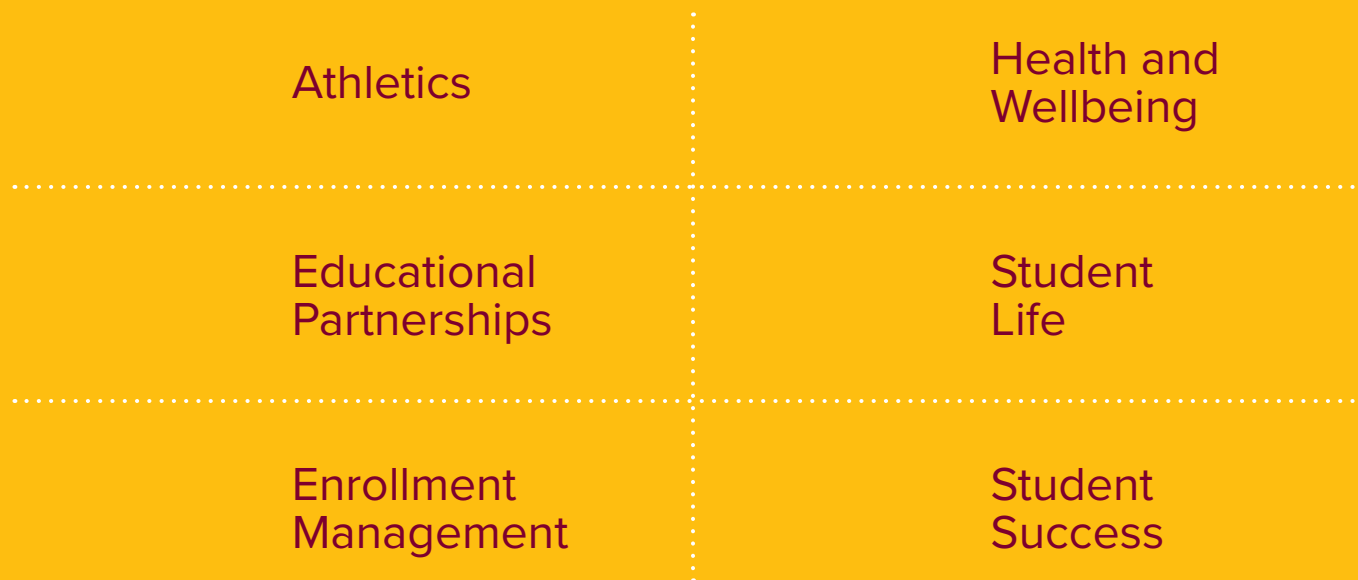 Athletics
Health and
Wellbeing
Educational
Partnerships
Student
Life
Enrollment
Management
Student
Success